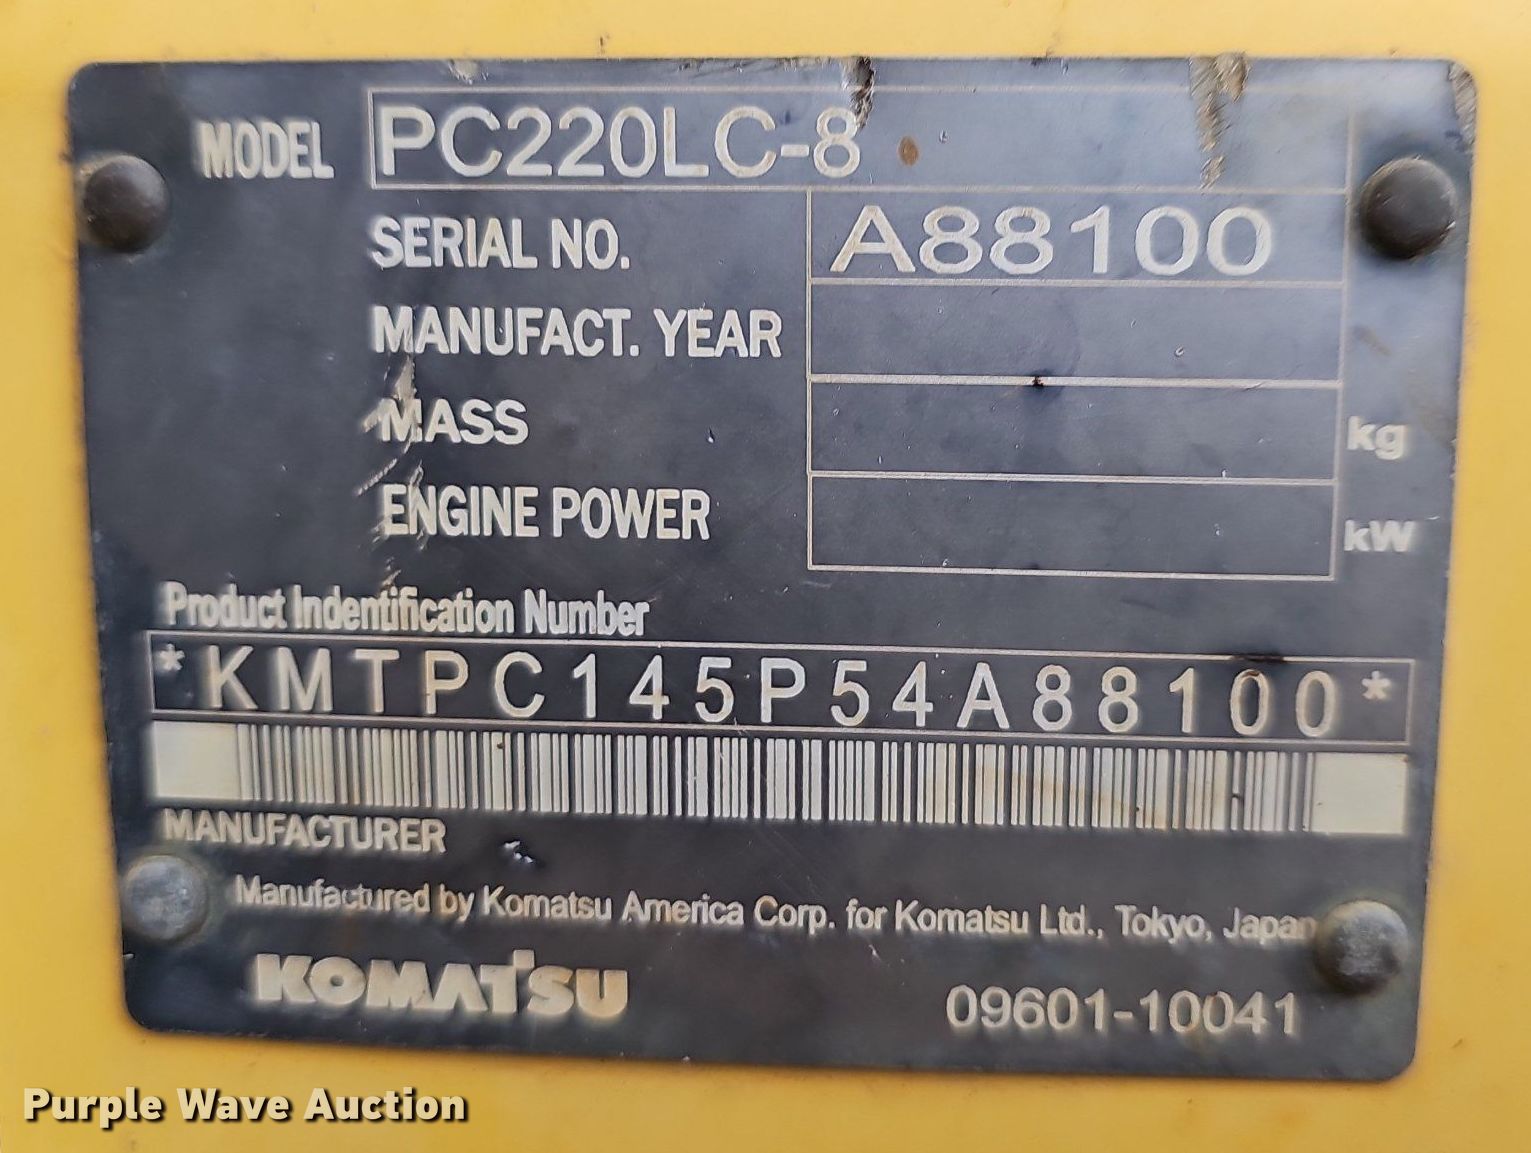 MODEL PC220LC-8
SERIAL NO. A88100
MANUFACT. YEAR
MASS kg
ENGINE POWER kW
Product Indentification Number
*KMTPC145P54A88100*
MANUFACTURER
Manufactured by Komatsu America Corp. for Komatsu Ltd., Tokyo, Japan
KOMATSU 09601-10041
Purple Wave Auction